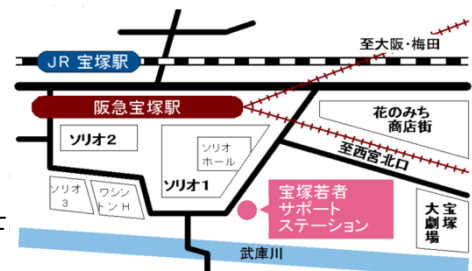 至大阪・梅田
JR 宝塚駅
阪急宝塚駅
花のみち
商店街
ソリオ2
ソリオ
ホール
至西宮北口
ソリオ1
ソリオ
3
ワシン
トンH
宝塚若者
サポート
ステーション
宝塚
大劇場
武庫川